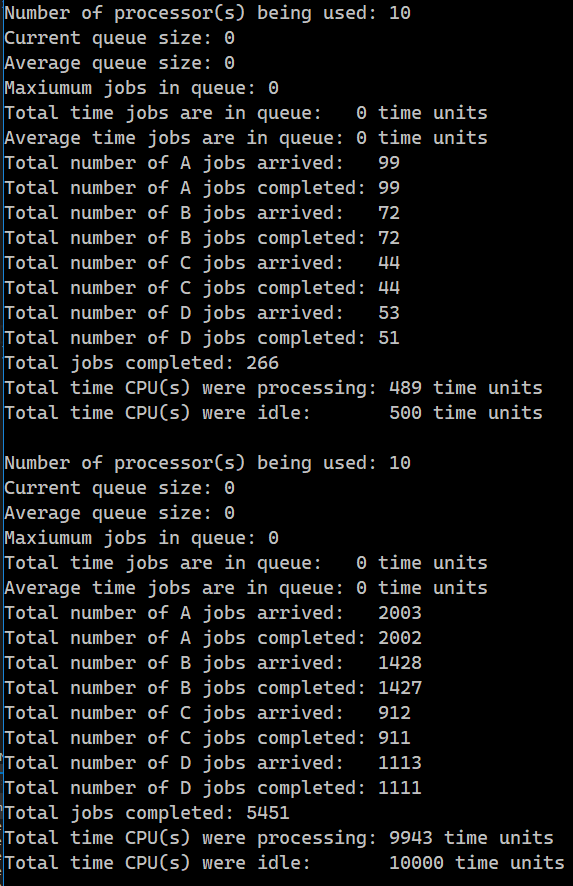 Number of processor(s) being used: 10
Current queue size: 0
Average queue size: 0
Maxiumum jobs in queue: 0
Total time jobs are in queue:   0 time units
Average time jobs are in queue: 0 time units
Total number of A jobs arrived:   99
Total number of A jobs completed: 99
Total number of B jobs arrived:   72
Total number of B jobs completed: 72
Total number of C jobs arrived:   44
Total number of C jobs completed: 44
Total number of D jobs arrived:   53
Total number of D jobs completed: 51
Total jobs completed: 266
Total time CPU(s) were processing: 489 time units
Total time CPU(s) were idle:       500 time units

Number of processor(s) being used: 10
Current queue size: 0
Average queue size: 0
Maxiumum jobs in queue: 0
Total time jobs are in queue:   0 time units
Average time jobs are in queue: 0 time units
Total number of A jobs arrived:   2003
Total number of A jobs completed: 2002
Total number of B jobs arrived:   1428
Total number of B jobs completed: 1427
Total number of C jobs arrived:   912
Total number of C jobs completed: 911
Total number of D jobs arrived:   1113
Total number of D jobs completed: 1111
Total jobs completed: 5451
Total time CPU(s) were processing: 9943 time units
Total time CPU(s) were idle:       10000 time units